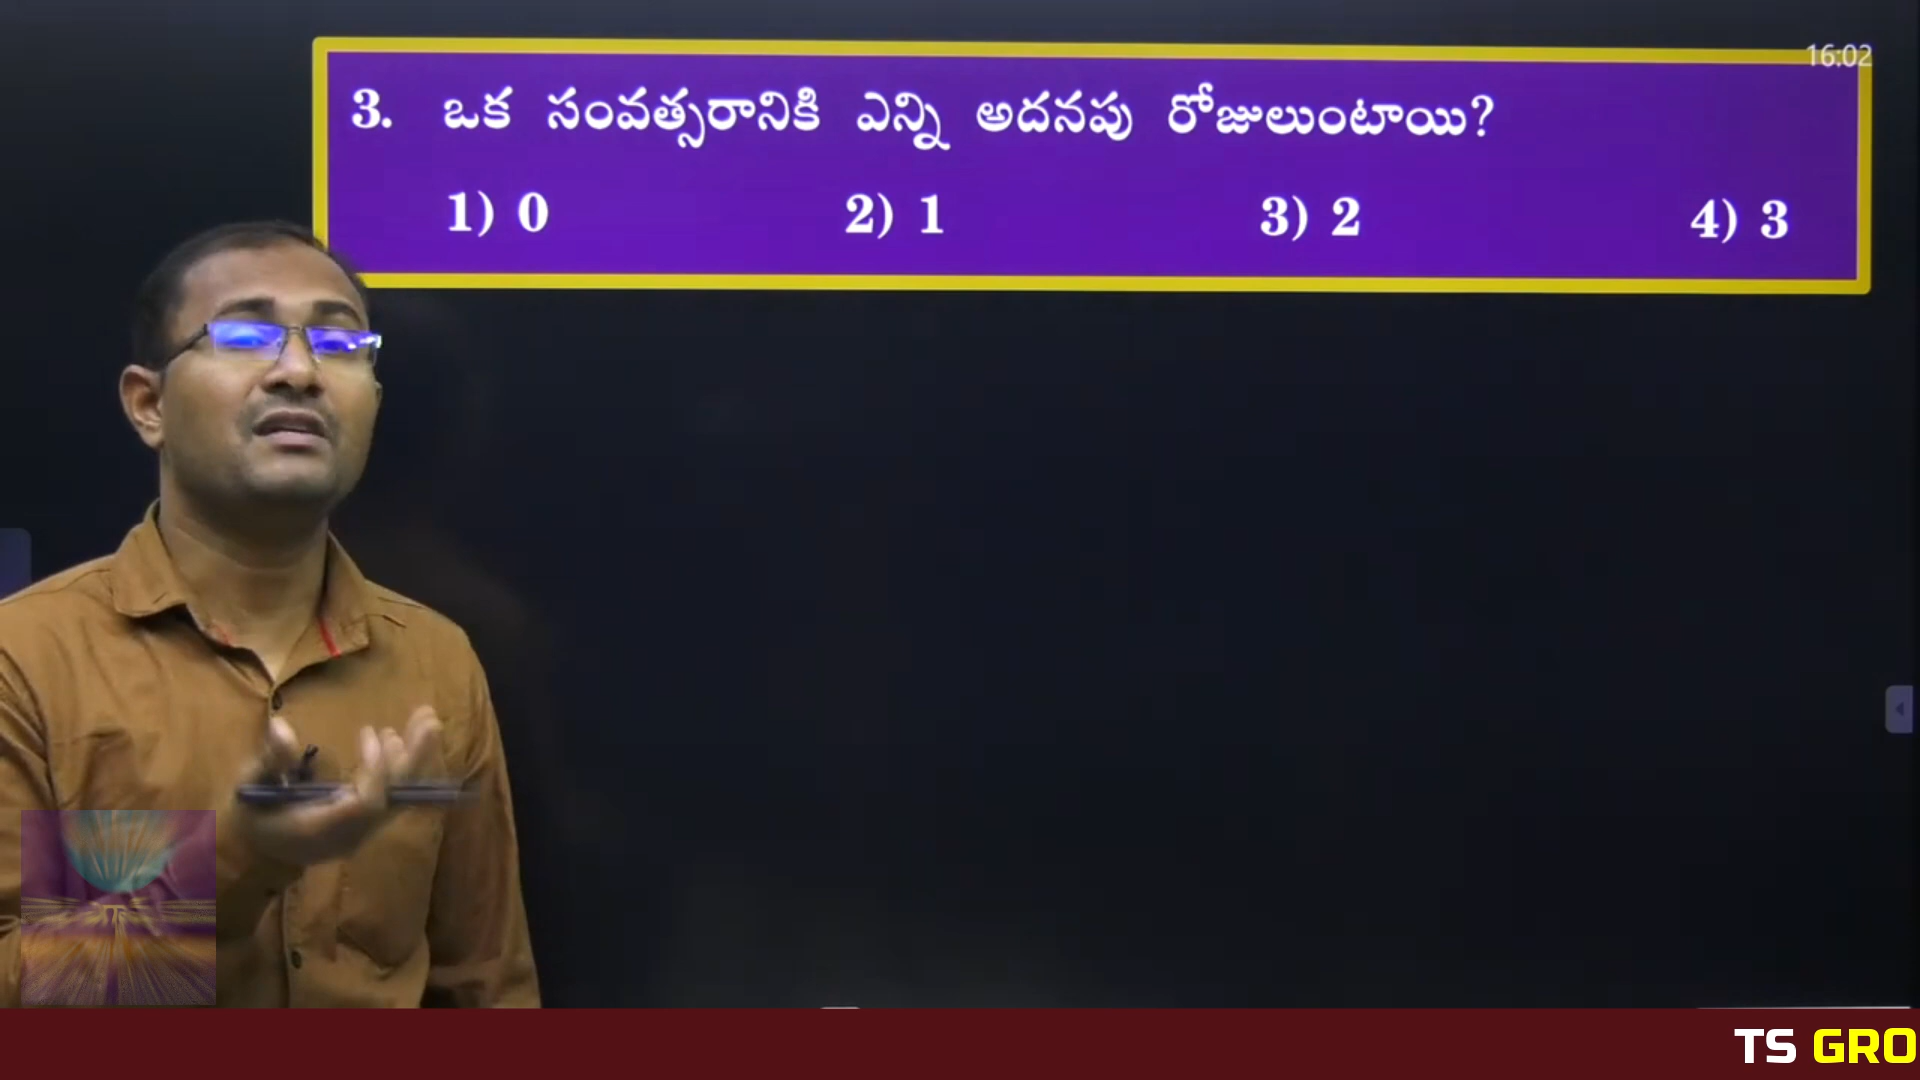 16:02
3. ఒక సంవత్సరానికి ఎన్ని అదనపు రోజులుంటాయి?
1) 0 2) 1 3) 2 4) 3
TS GRO